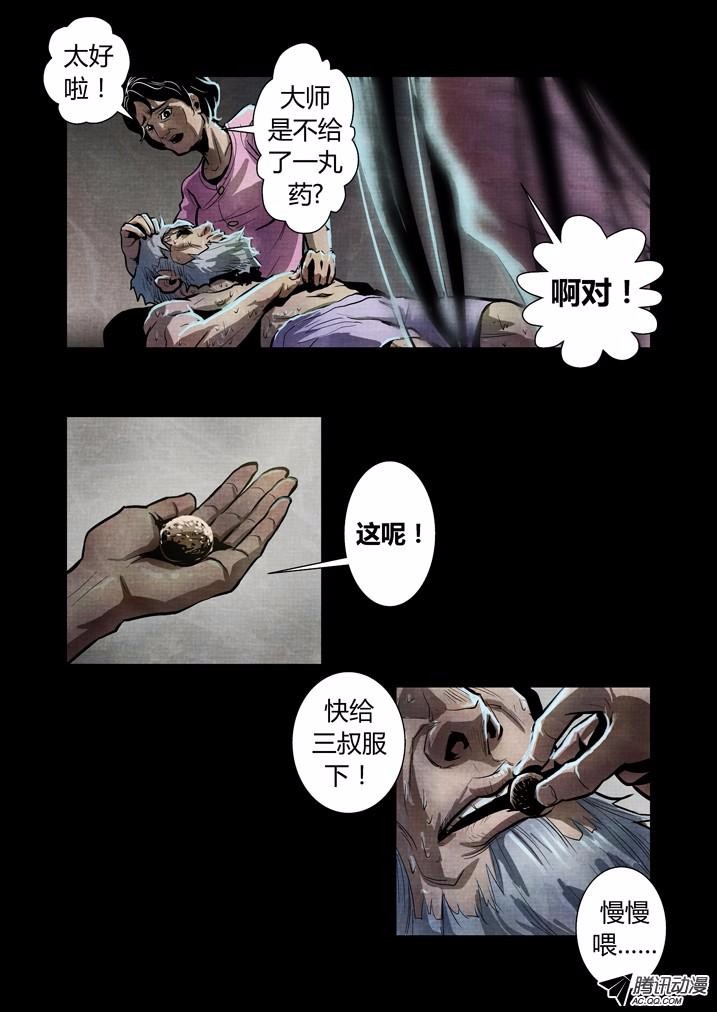 太好
啦！
大师
是不给
了一丸
药?
啊对！
这呢！
快给
三叔服
下！
慢慢
喂……
腾讯动漫
AC.QQ.COM